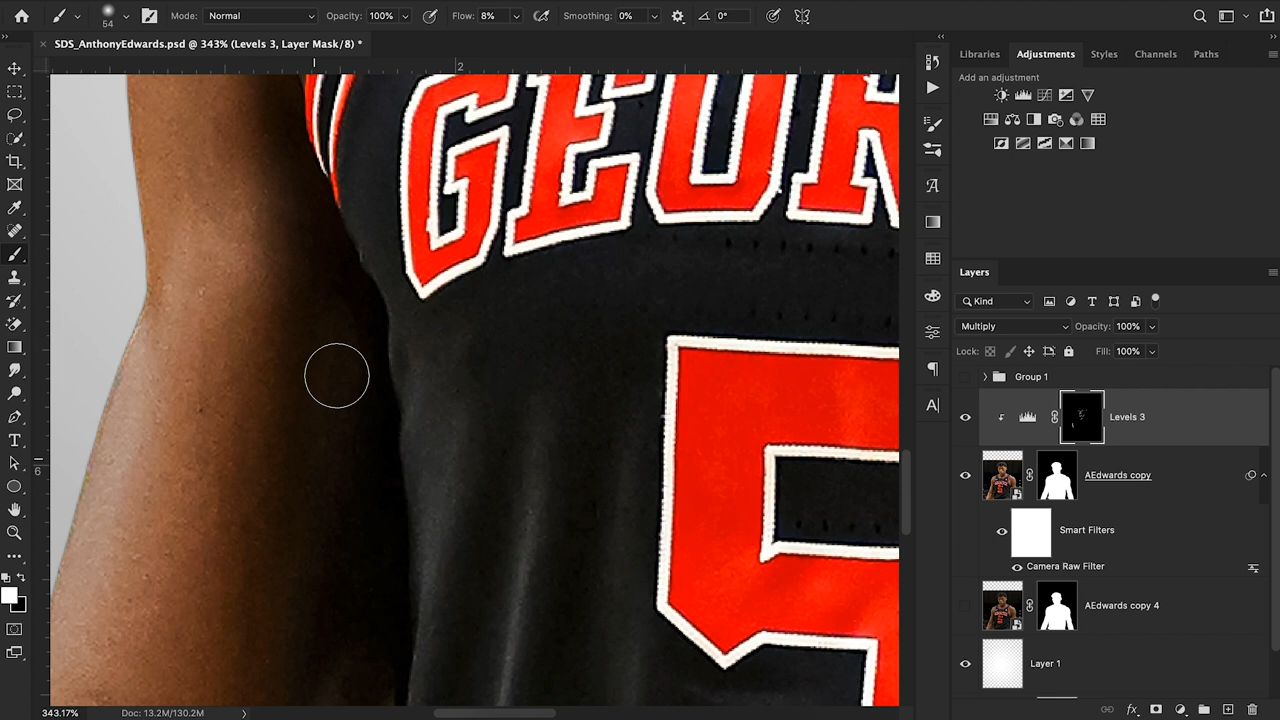 54
Mode: Normal Opacity: 100% Flow: 8% Smoothing: 0% 0°
SDS_AnthonyEdwards.psd @ 343% (Levels 3, Layer Mask/8) *
2
6
GEOR
5
Libraries Adjustments Styles Channels Paths
Add an adjustment
Layers
Kind
Multiply Opacity: 100%
Lock: Fill: 100%
Group 1
Levels 3
AEdwards copy
Smart Filters
Camera Raw Filter
AEdwards copy 4
Layer 1
343.17% Doc: 13.2M/130.2M